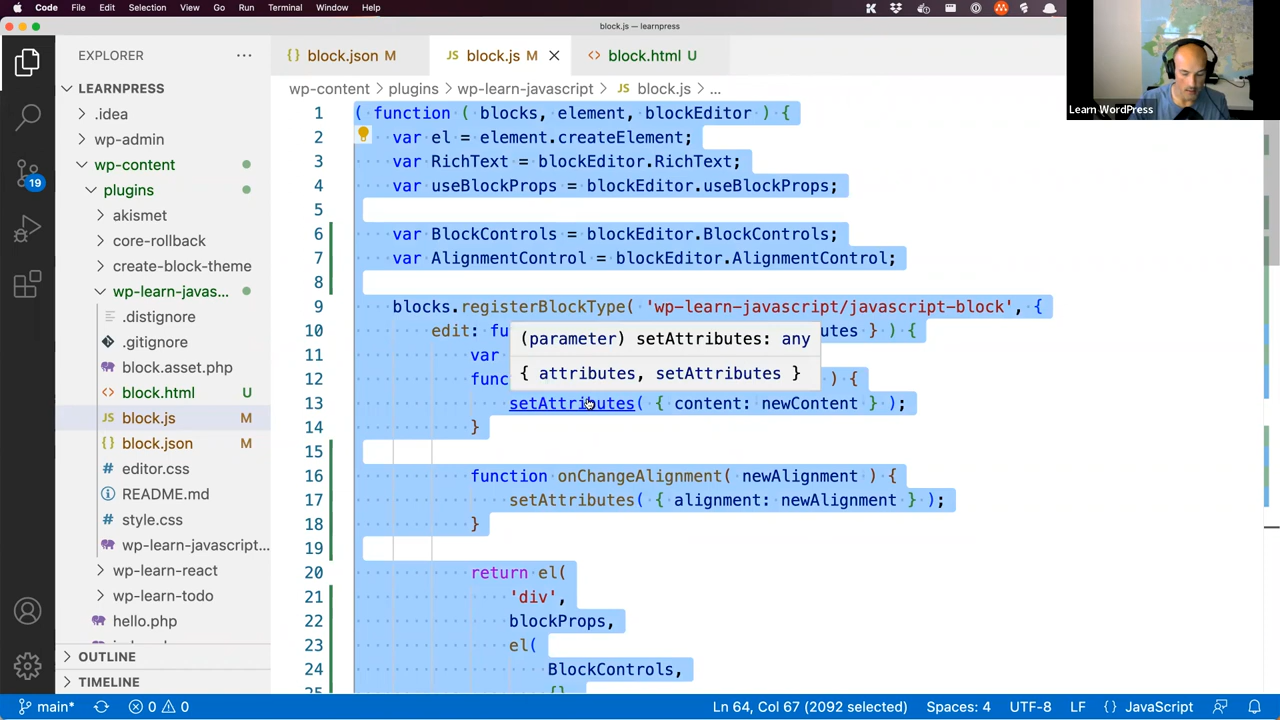 Code File Edit Selection View Go Run Terminal Window Help
block.js — learnpress
EXPLORER
LEARNPRESS
.idea
wp-admin
wp-content
plugins
akismet
core-rollback
create-block-theme
wp-learn-javas...
.distignore
.gitignore
block.asset.php
block.html U
block.js M
block.json M
editor.css
README.md
style.css
wp-learn-javascript...
wp-learn-react
wp-learn-todo
hello.php
OUTLINE
TIMELINE
19
block.json M
block.js M
block.html U
wp-content > plugins > wp-learn-javascript > JS block.js > ...
1 ( function ( blocks, element, blockEditor ) {
2 var el = element.createElement;
3 var RichText = blockEditor.RichText;
4 var useBlockProps = blockEditor.useBlockProps;
5
6 var BlockControls = blockEditor.BlockControls;
7 var AlignmentControl = blockEditor.AlignmentControl;
8
9 blocks.registerBlockType( 'wp-learn-javascript/javascript-block', {
10 edit: fu utes } ) {
(parameter) setAttributes: any
{ attributes, setAttributes }
11 var
12 func ) {
13 setAttributes( { content: newContent } );
14 }
15
16 function onChangeAlignment( newAlignment ) {
17 setAttributes( { alignment: newAlignment } );
18 }
19
20 return el(
21 'div',
22 blockProps,
23 el(
24 BlockControls,
25 {}
Learn WordPress
main* 0 0 Ln 64, Col 67 (2092 selected) Spaces: 4 UTF-8 LF {} JavaScript